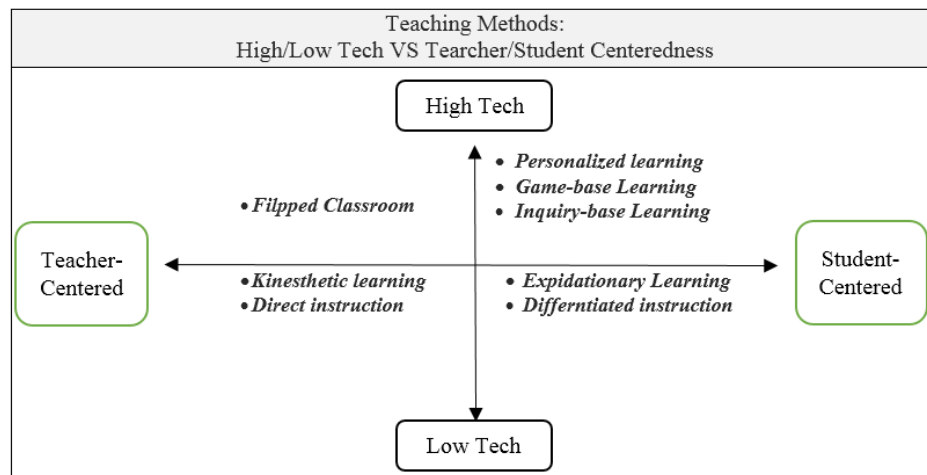 Teaching Methods:
High/Low Tech VS Tearcher/Student Centeredness
High Tech
• Personalized learning
• Game-base Learning
• Inquiry-base Learning
• Filpped Classroom
Teacher-
Centered
Student-
Centered
• Kinesthetic learning
• Direct instruction
• Expidationary Learning
• Differntiated instruction
Low Tech